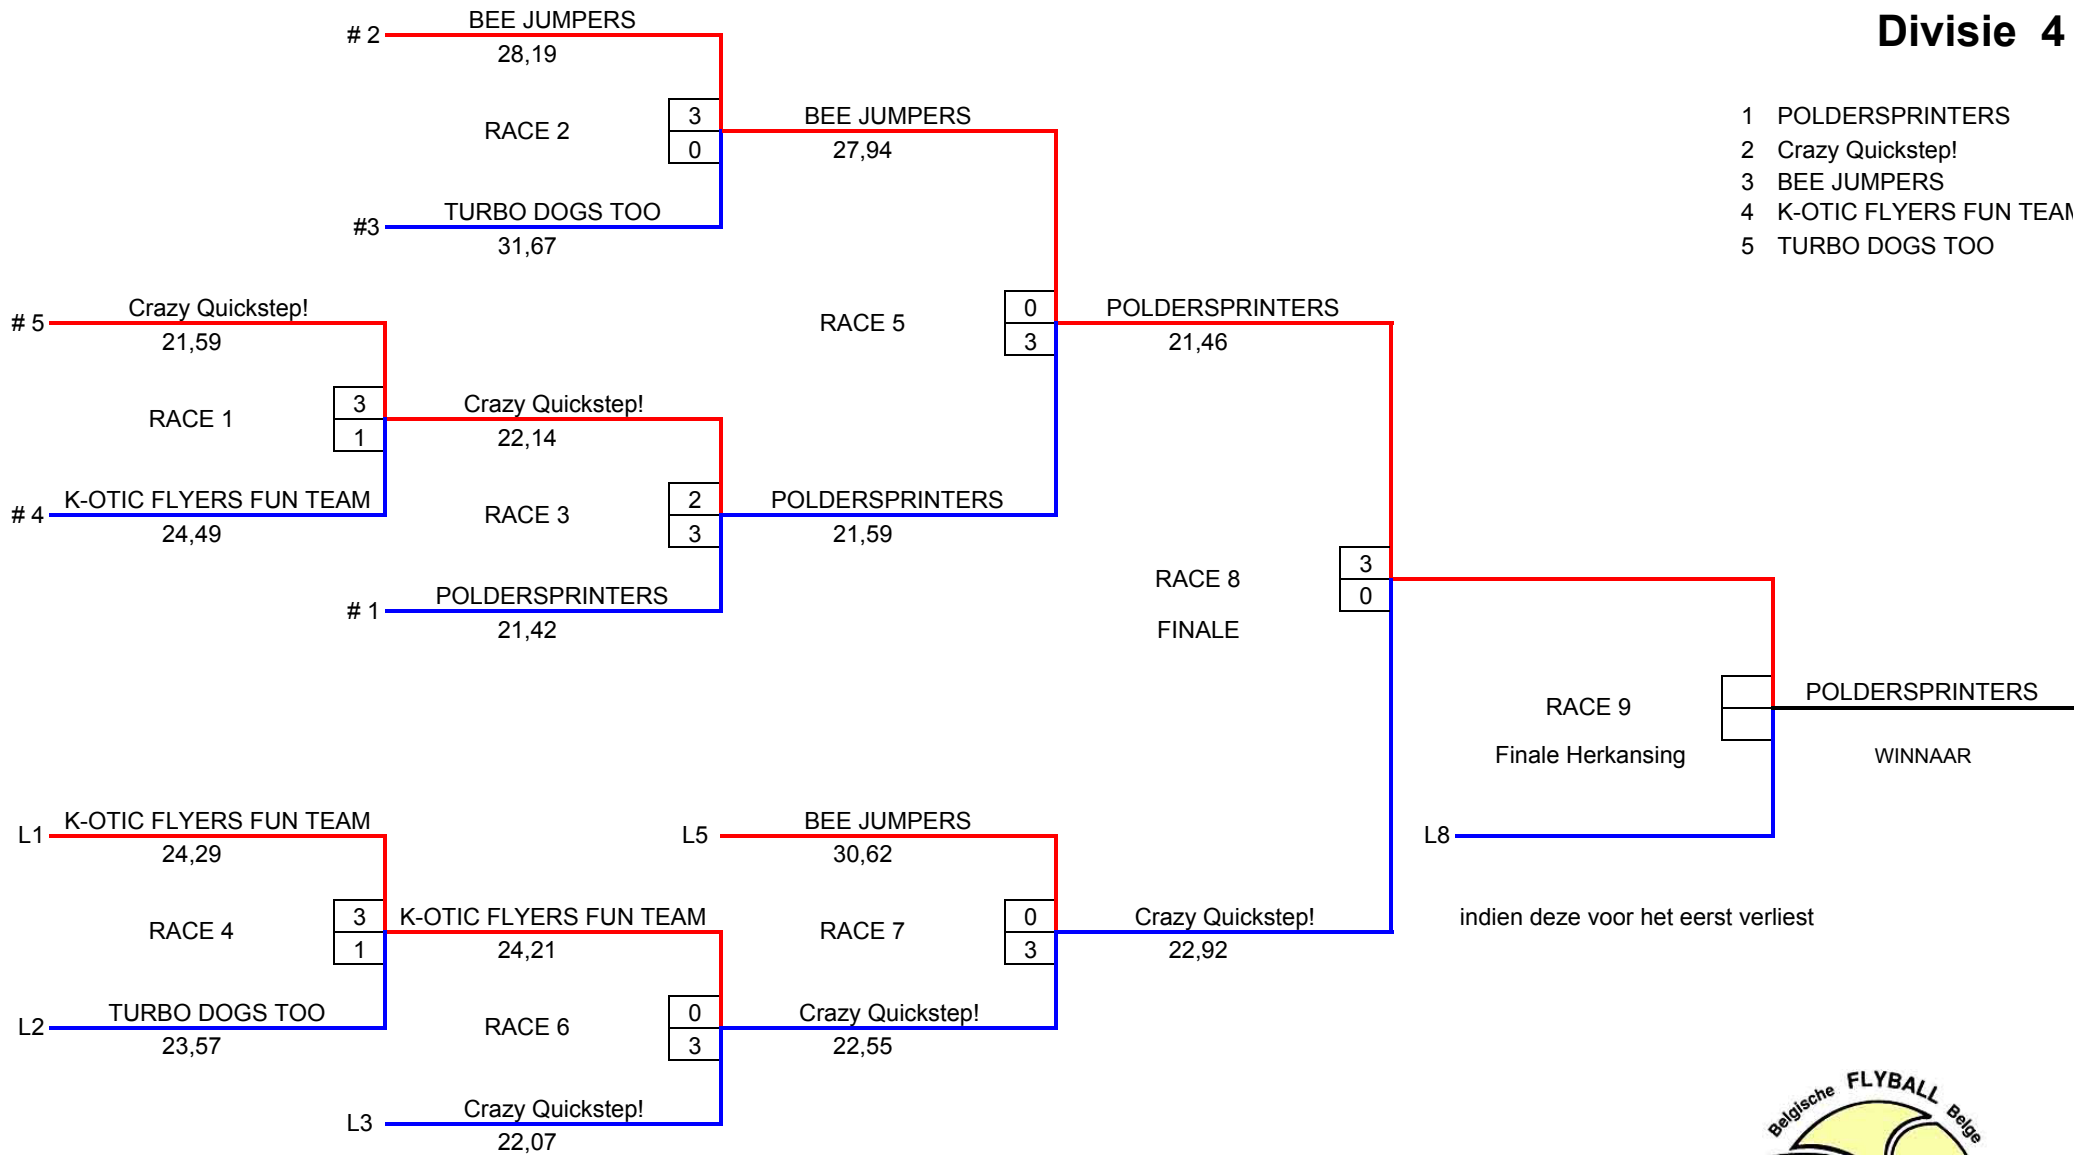 Divisie 4
1 POLDERSPRINTERS
2 Crazy Quickstep!
3 BEE JUMPERS
4 K-OTIC FLYERS FUN TEAM
5 TURBO DOGS TOO
# 2 BEE JUMPERS
28,19
RACE 2
3
0
#3 TURBO DOGS TOO
31,67
BEE JUMPERS
27,94
# 5 Crazy Quickstep!
21,59
RACE 1
3
1
# 4 K-OTIC FLYERS FUN TEAM
24,49
Crazy Quickstep!
22,14
RACE 3
2
3
# 1 POLDERSPRINTERS
21,42
POLDERSPRINTERS
21,59
RACE 5
0
3
POLDERSPRINTERS
21,46
RACE 8
FINALE
3
0
RACE 9
Finale Herkansing
POLDERSPRINTERS
WINNAAR
L8
indien deze voor het eerst verliest
L1 K-OTIC FLYERS FUN TEAM
24,29
RACE 4
3
1
L2 TURBO DOGS TOO
23,57
K-OTIC FLYERS FUN TEAM
24,21
RACE 6
0
3
L3 Crazy Quickstep!
22,07
L5 BEE JUMPERS
30,62
RACE 7
0
3
Crazy Quickstep!
22,55
Crazy Quickstep!
22,92
Belgische FLYBALL Belge